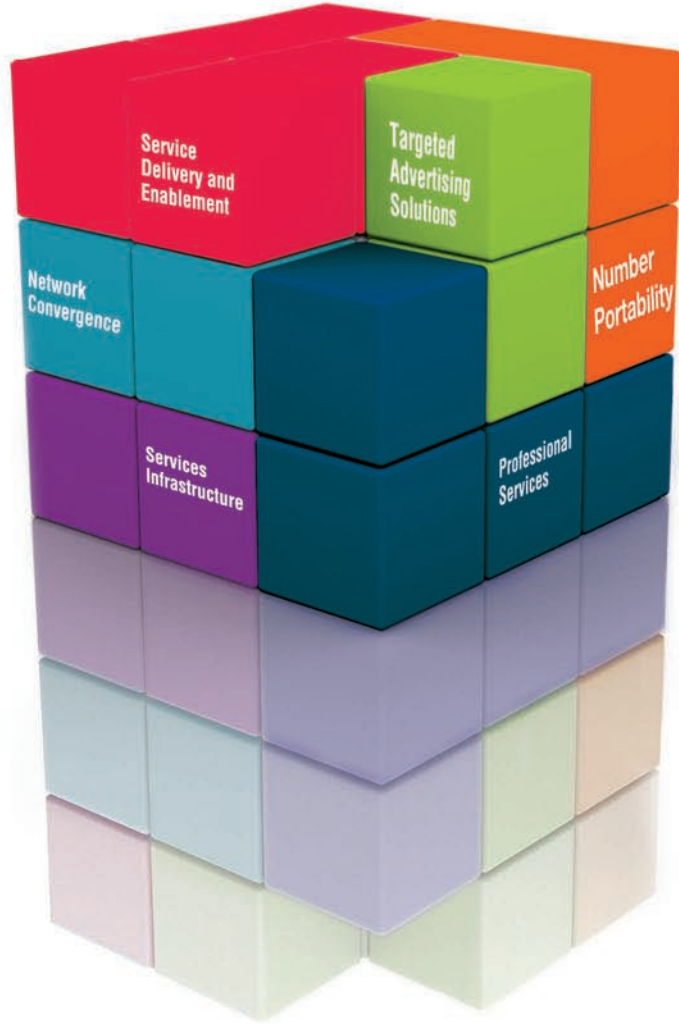 Service
Delivery and
Enablement
Targeted
Advertising
Solutions
Network
Convergence
Number
Portability
Services
Infrastructure
Professional
Services